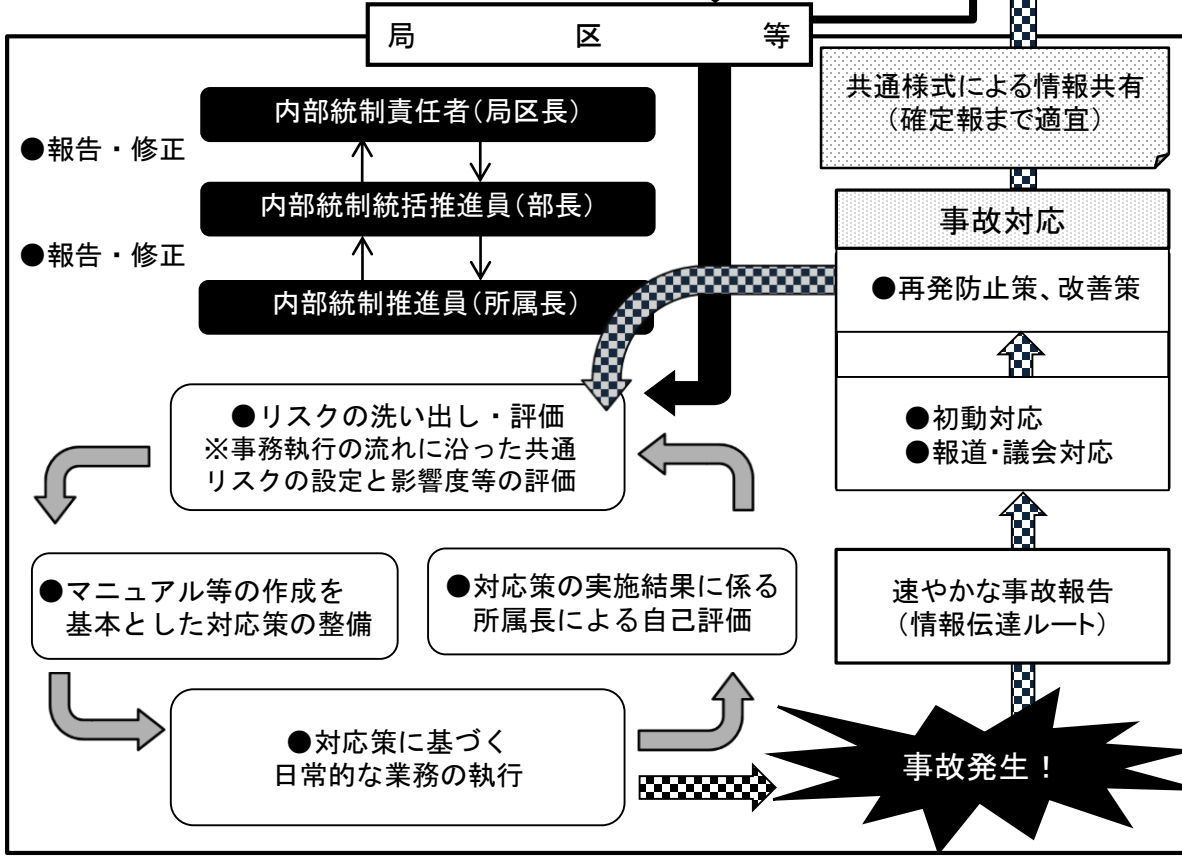 局 区 等
内部統制責任者(局区長)
●報告・修正
内部統制統括推進員(部長)
●報告・修正
内部統制推進員(所属長)
●リスクの洗い出し・評価
※事務執行の流れに沿った共通
リスクの設定と影響度等の評価
●マニュアル等の作成を
基本とした対応策の整備
●対応策の実施結果に係る
所属長による自己評価
●対応策に基づく
日常的な業務の執行
共通様式による情報共有
(確定報まで適宜)
事故対応
●再発防止策、改善策
●初動対応
●報道・議会対応
速やかな事故報告
(情報伝達ルート)
事故発生！